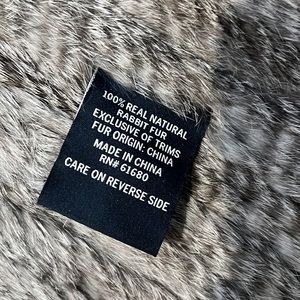 100% REAL NATURAL
RABBIT FUR
EXCLUSIVE OF TRIMS
FUR ORIGIN: CHINA
MADE IN CHINA
RN# 61680
CARE ON REVERSE SIDE